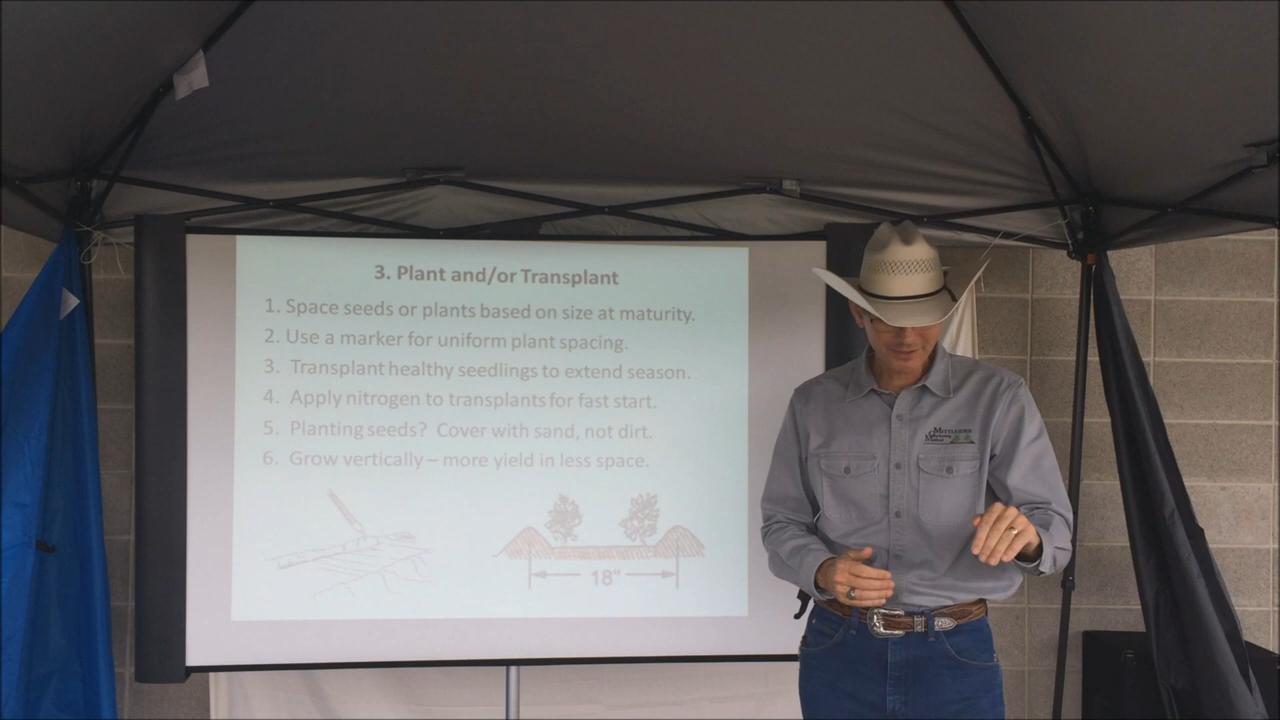 3. Plant and/or Transplant
1. Space seeds or plants based on size at maturity.
2. Use a marker for uniform plant spacing.
3. Transplant healthy seedlings to extend season.
4. Apply nitrogen to transplants for fast start.
5. Planting seeds? Cover with sand, not dirt.
6. Grow vertically – more yield in less space.
18"
MITTLEIDER